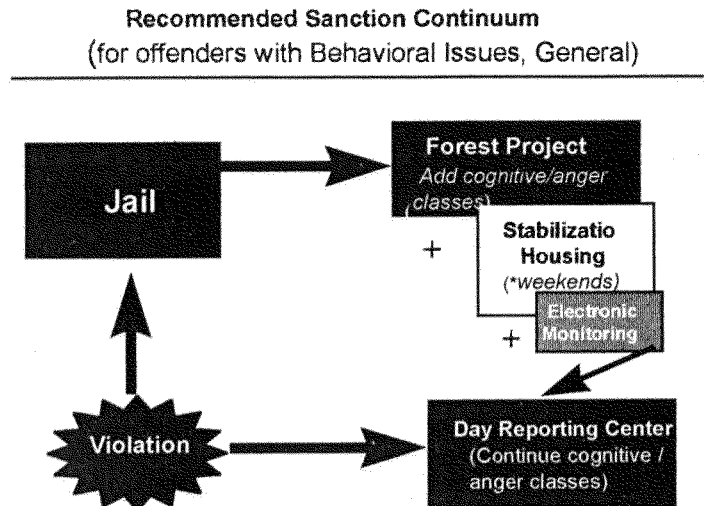 Recommended Sanction Continuum
(for offenders with Behavioral Issues, General)
Jail
Forest Project
Add cognitive/anger
(classes)
+
Stabilizatio
Housing
(*weekends)
+
Electronic
Monitoring
Violation
Day Reporting Center
(Continue cognitive /
anger classes)